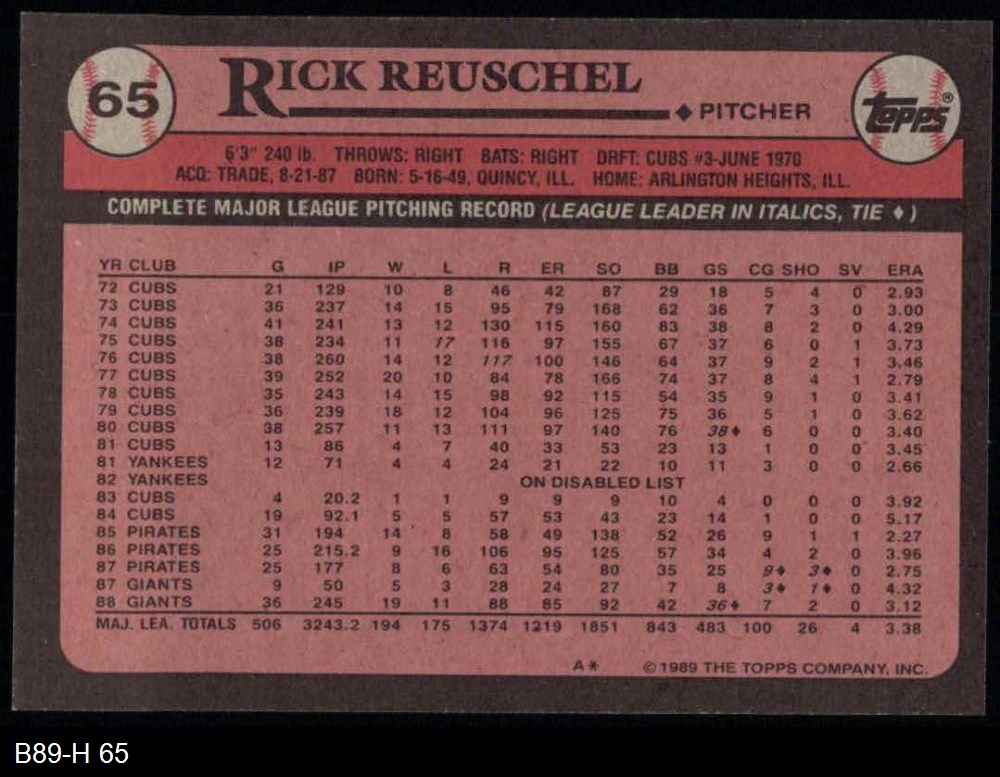 65
RICK REUSCHEL
♦ PITCHER
Topps®
6'3" 240 lb. THROWS: RIGHT BATS: RIGHT DRFT: CUBS #3-JUNE 1970
ACQ: TRADE, 8-21-87 BORN: 5-16-49, QUINCY, ILL. HOME: ARLINGTON HEIGHTS, ILL.
COMPLETE MAJOR LEAGUE PITCHING RECORD (LEAGUE LEADER IN ITALICS, TIE ♦)
YR CLUB G IP W L R ER SO BB GS CG SHO SV ERA
72 CUBS 21 129 10 8 46 42 87 29 18 5 4 0 2.93
73 CUBS 36 237 14 15 95 79 168 62 36 7 3 0 3.00
74 CUBS 41 241 13 12 130 115 160 83 38 8 2 0 4.29
75 CUBS 38 234 11 17 116 97 155 67 37 6 0 1 3.73
76 CUBS 38 260 14 12 117 100 146 64 37 9 2 1 3.46
77 CUBS 39 252 20 10 84 78 166 74 37 8 4 1 2.79
78 CUBS 35 243 14 15 98 92 115 54 35 9 1 0 3.41
79 CUBS 36 239 18 12 104 96 125 75 36 5 1 0 3.62
80 CUBS 38 257 11 13 111 97 140 76 38♦ 6 0 0 3.40
81 CUBS 13 86 4 7 40 33 53 23 13 1 0 0 3.45
81 YANKEES 12 71 4 4 24 21 22 10 11 3 0 0 2.66
82 YANKEES ON DISABLED LIST
83 CUBS 4 20.2 1 1 9 9 9 10 4 0 0 0 3.92
84 CUBS 19 92.1 5 5 57 53 43 23 14 1 0 0 5.17
85 PIRATES 31 194 14 8 58 49 138 52 26 9 1 1 2.27
86 PIRATES 25 215.2 9 16 106 95 125 57 34 4 2 0 3.96
87 PIRATES 25 177 8 6 63 54 80 35 25 9♦ 3♦ 0 2.75
87 GIANTS 9 50 5 3 28 24 27 7 8 3♦ 1♦ 0 4.32
88 GIANTS 36 245 19 11 88 85 92 42 36♦ 7 2 0 3.12
MAJ. LEA. TOTALS 506 3243.2 194 175 1374 1219 1851 843 483 100 26 4 3.38
A* © 1989 THE TOPPS COMPANY, INC.
B89-H 65